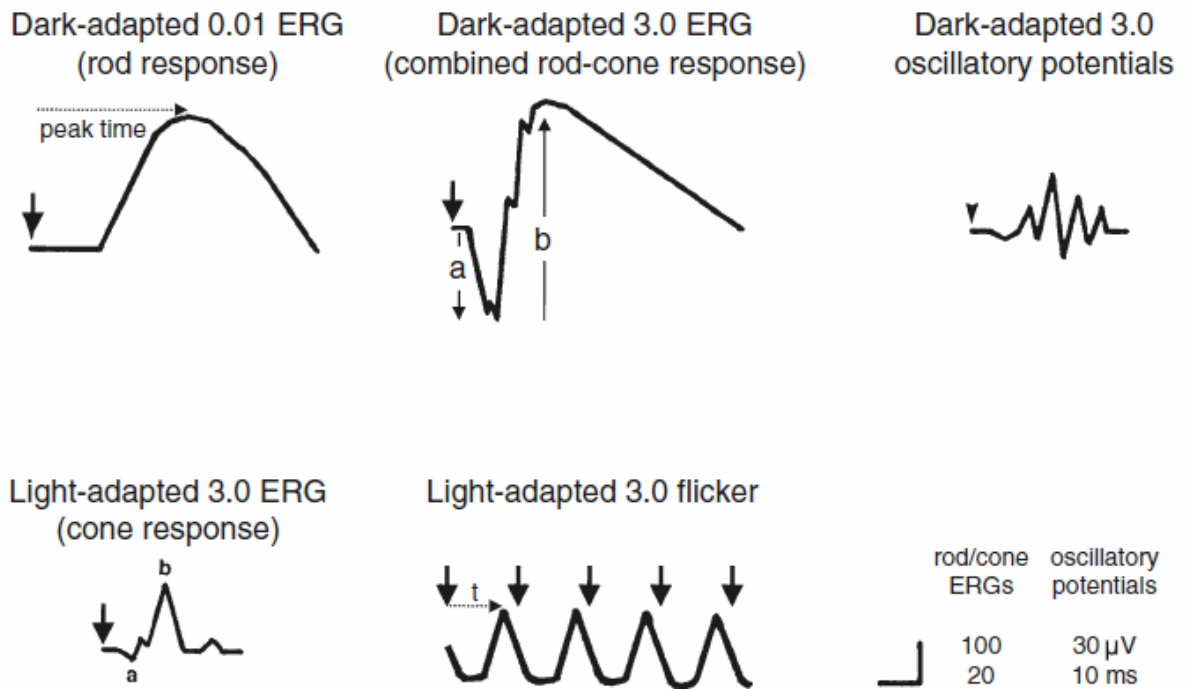 Dark-adapted 0.01 ERG
(rod response)
peak time
Dark-adapted 3.0 ERG
(combined rod-cone response)
a
b
Dark-adapted 3.0
oscillatory potentials
Light-adapted 3.0 ERG
(cone response)
b
a
Light-adapted 3.0 flicker
t
rod/cone oscillatory
ERGs potentials
100 30 µV
20 10 ms